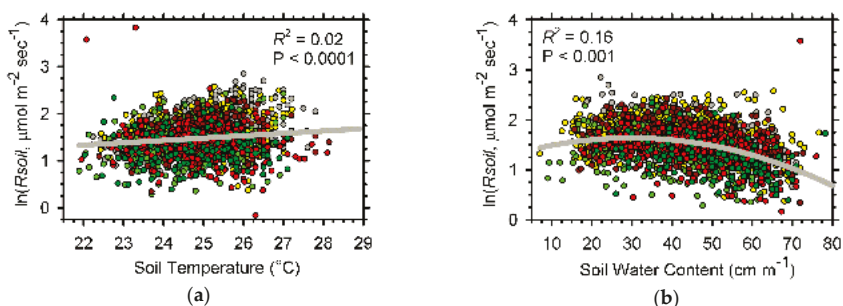 4
3
2
1
0
ln(Rsoil, μmol m⁻² sec⁻¹)
R² = 0.02
P < 0.0001
22 23 24 25 26 27 28 29
Soil Temperature (°C)
(a)
4
3
2
1
0
ln(Rsoil, μmol m⁻² sec⁻¹)
R² = 0.16
P < 0.001
10 20 30 40 50 60 70 80
Soil Water Content (cm m⁻¹)
(b)